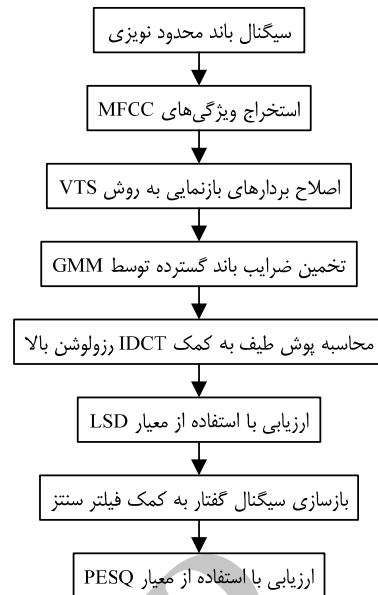 سیگنال باند محدود نویزی
استخراج ویژگی‌های MFCC
اصلاح بردارهای بازنمایی به روش VTS
تخمین ضرایب باند گسترده توسط GMM
محاسبه پوش طیف به کمک IDCT رزولوشن بالا
ارزیابی با استفاده از معیار LSD
بازسازی سیگنال گفتار به کمک فیلتر سنتز
ارزیابی با استفاده از معیار PESQ